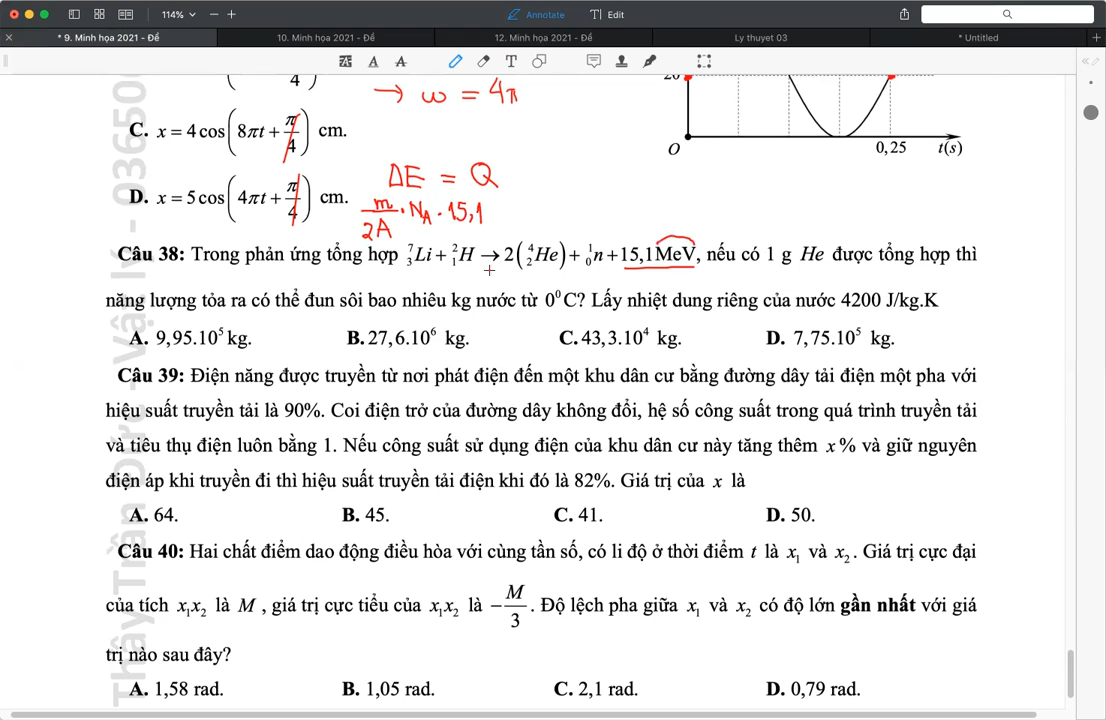 114%
Annotate
Edit
* 9. Minh họa 2021 - Đề
10. Minh họa 2021 - Đề
12. Minh họa 2021 - Đề
Ly thuyet 03
* Untitled
4
→ ω = 4π
C. x = 4cos(8πt + π/4) cm.
O
0,25
t(s)
ΔE = Q
D. x = 5cos(4πt + π/4) cm.
m/2A . N_A . 15,1
Câu 38: Trong phản ứng tổng hợp ⁷₃Li + ²₁H → 2(⁴₂He) + ¹₀n + 15,1MeV, nếu có 1 g He được tổng hợp thì
năng lượng tỏa ra có thể đun sôi bao nhiêu kg nước từ 0⁰C? Lấy nhiệt dung riêng của nước 4200 J/kg.K
A. 9,95.10⁵ kg. B. 27,6.10⁶ kg. C. 43,3.10⁴ kg. D. 7,75.10⁵ kg.
Câu 39: Điện năng được truyền từ nơi phát điện đến một khu dân cư bằng đường dây tải điện một pha với
hiệu suất truyền tải là 90%. Coi điện trở của đường dây không đổi, hệ số công suất trong quá trình truyền tải
và tiêu thụ điện luôn bằng 1. Nếu công suất sử dụng điện của khu dân cư này tăng thêm x% và giữ nguyên
điện áp khi truyền đi thì hiệu suất truyền tải điện khi đó là 82%. Giá trị của x là
A. 64. B. 45. C. 41. D. 50.
Câu 40: Hai chất điểm dao động điều hòa với cùng tần số, có li độ ở thời điểm t là x₁ và x₂. Giá trị cực đại
của tích x₁x₂ là M, giá trị cực tiểu của x₁x₂ là −M/3. Độ lệch pha giữa x₁ và x₂ có độ lớn gần nhất với giá
trị nào sau đây?
A. 1,58 rad. B. 1,05 rad. C. 2,1 rad. D. 0,79 rad.
Thầy Trần Đức - Vật lý - 036500